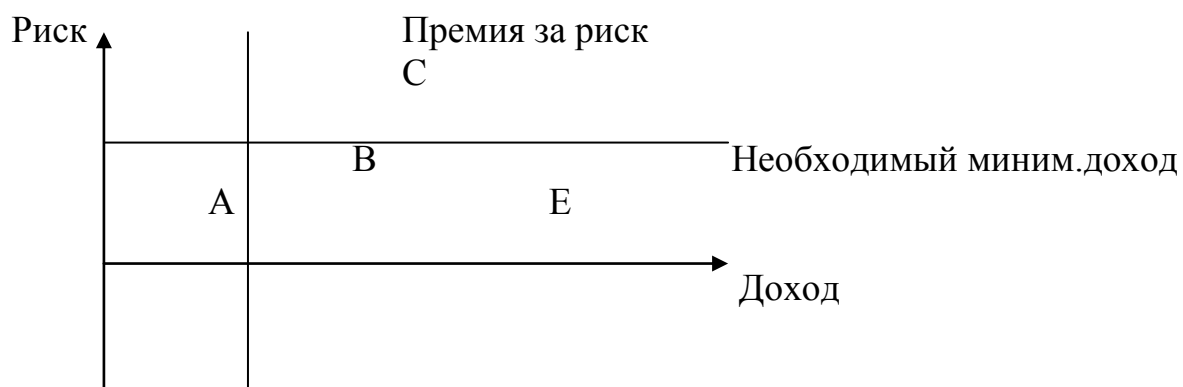 Риск
Премия за риск
С
В
Необходимый миним.доход
А
Е
Доход